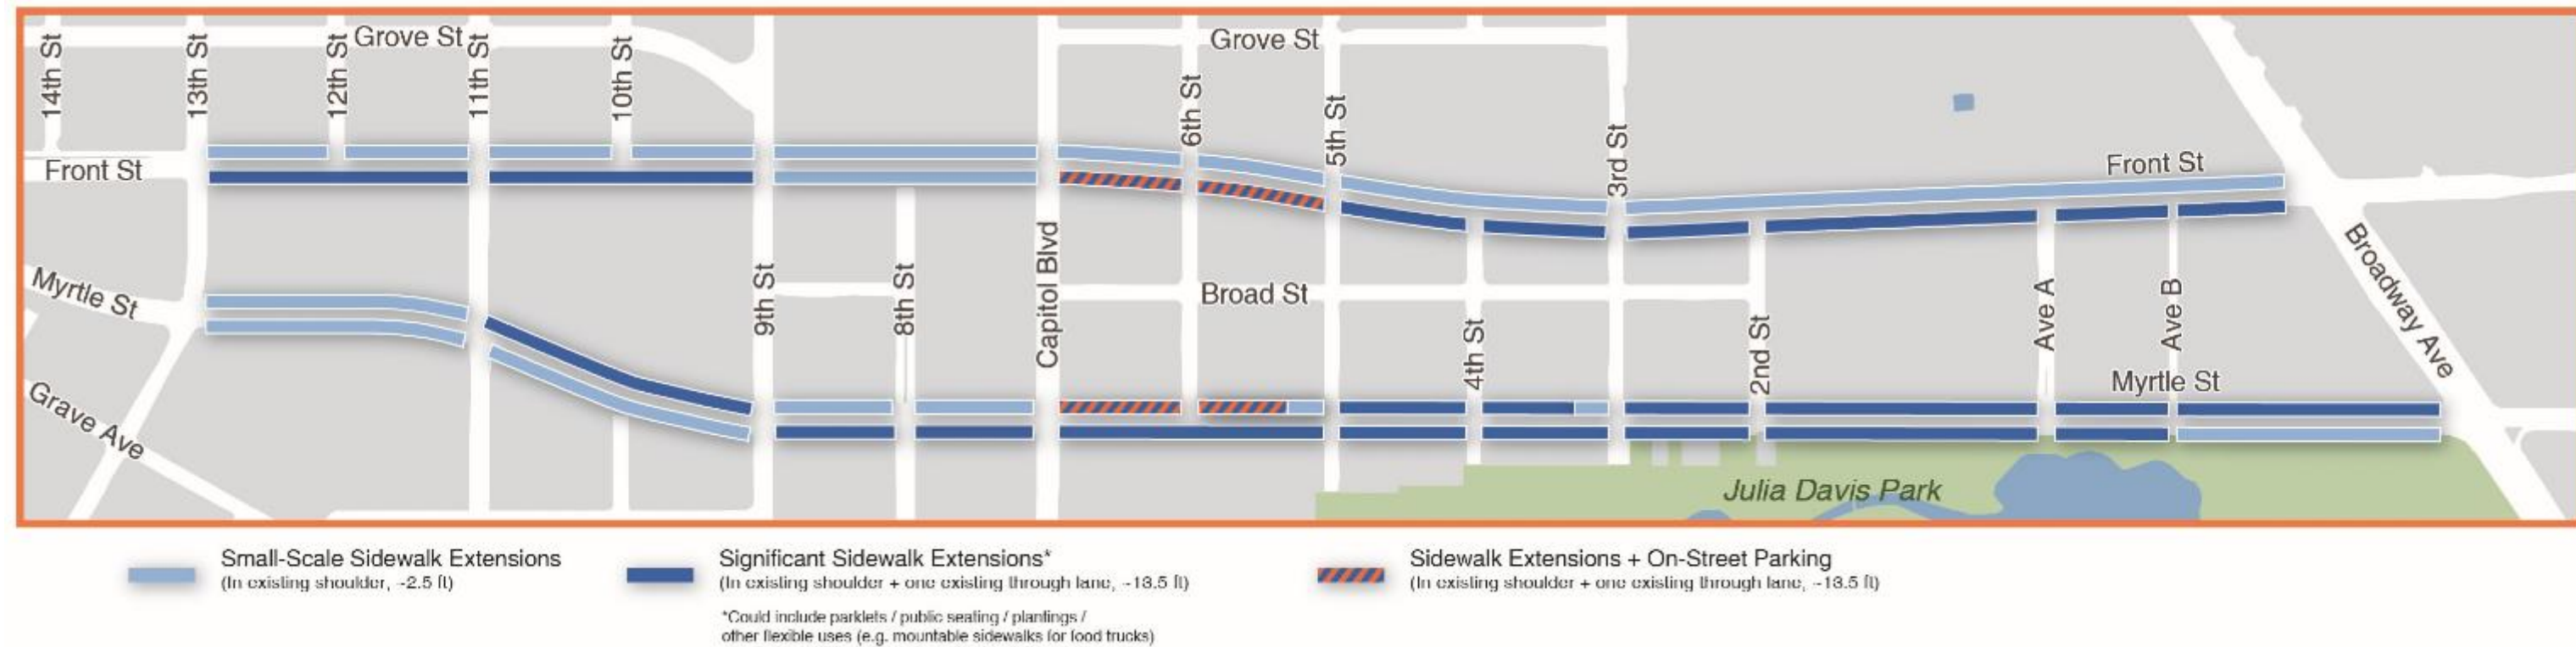 14th St
13th St
12th St
Grove St
11th St
10th St
Grove St
6th St
5th St
3rd St
Front St
Front St
Myrtle St
9th St
8th St
Capitol Blvd
Broad St
4th St
2nd St
Ave A
Ave B
Broadway Ave
Myrtle St
Grave Ave
Julia Davis Park
Small-Scale Sidewalk Extensions
(In existing shoulder, ~2.5 ft)
Significant Sidewalk Extensions*
(In existing shoulder + one existing through lane, ~13.5 ft)
*Could include parklets / public seating / plantings /
other flexible uses (e.g. mountable sidewalks for food trucks)
Sidewalk Extensions + On-Street Parking
(In existing shoulder + one existing through lane, ~13.5 ft)